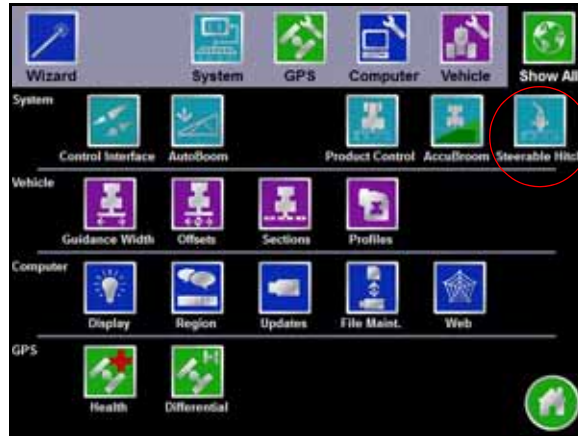 Wizard System GPS Computer Vehicle Show All
System
Control Interface AutoBoom Product Control AccuBroom Steerable Hitch
Vehicle
Guidance Width Offsets Sections Profiles
Computer
Display Region Updates File Maint. Web
GPS
Health Differential